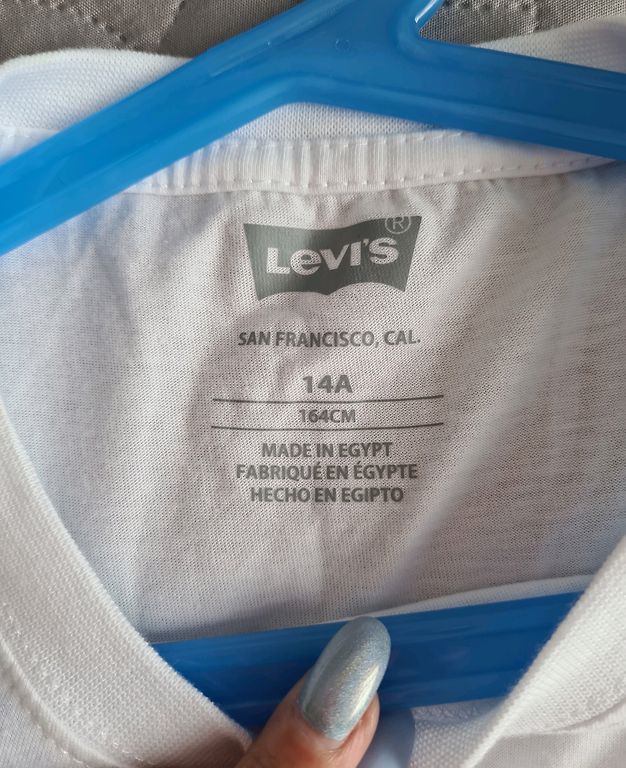 LEVI'S ®
SAN FRANCISCO, CAL.
14A
164CM
MADE IN EGYPT
FABRIQUÉ EN ÉGYPTE
HECHO EN EGIPTO